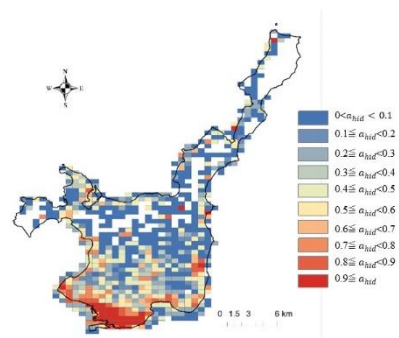 N
W E
S
0<a_hid < 0.1
0.1≦ a_hid<0.2
0.2≦ a_hid<0.3
0.3≦ a_hid<0.4
0.4≦ a_hid<0.5
0.5≦ a_hid<0.6
0.6≦ a_hid<0.7
0.7≦ a_hid<0.8
0.8≦ a_hid<0.9
0.9≦ a_hid
0 1.5 3 6 km